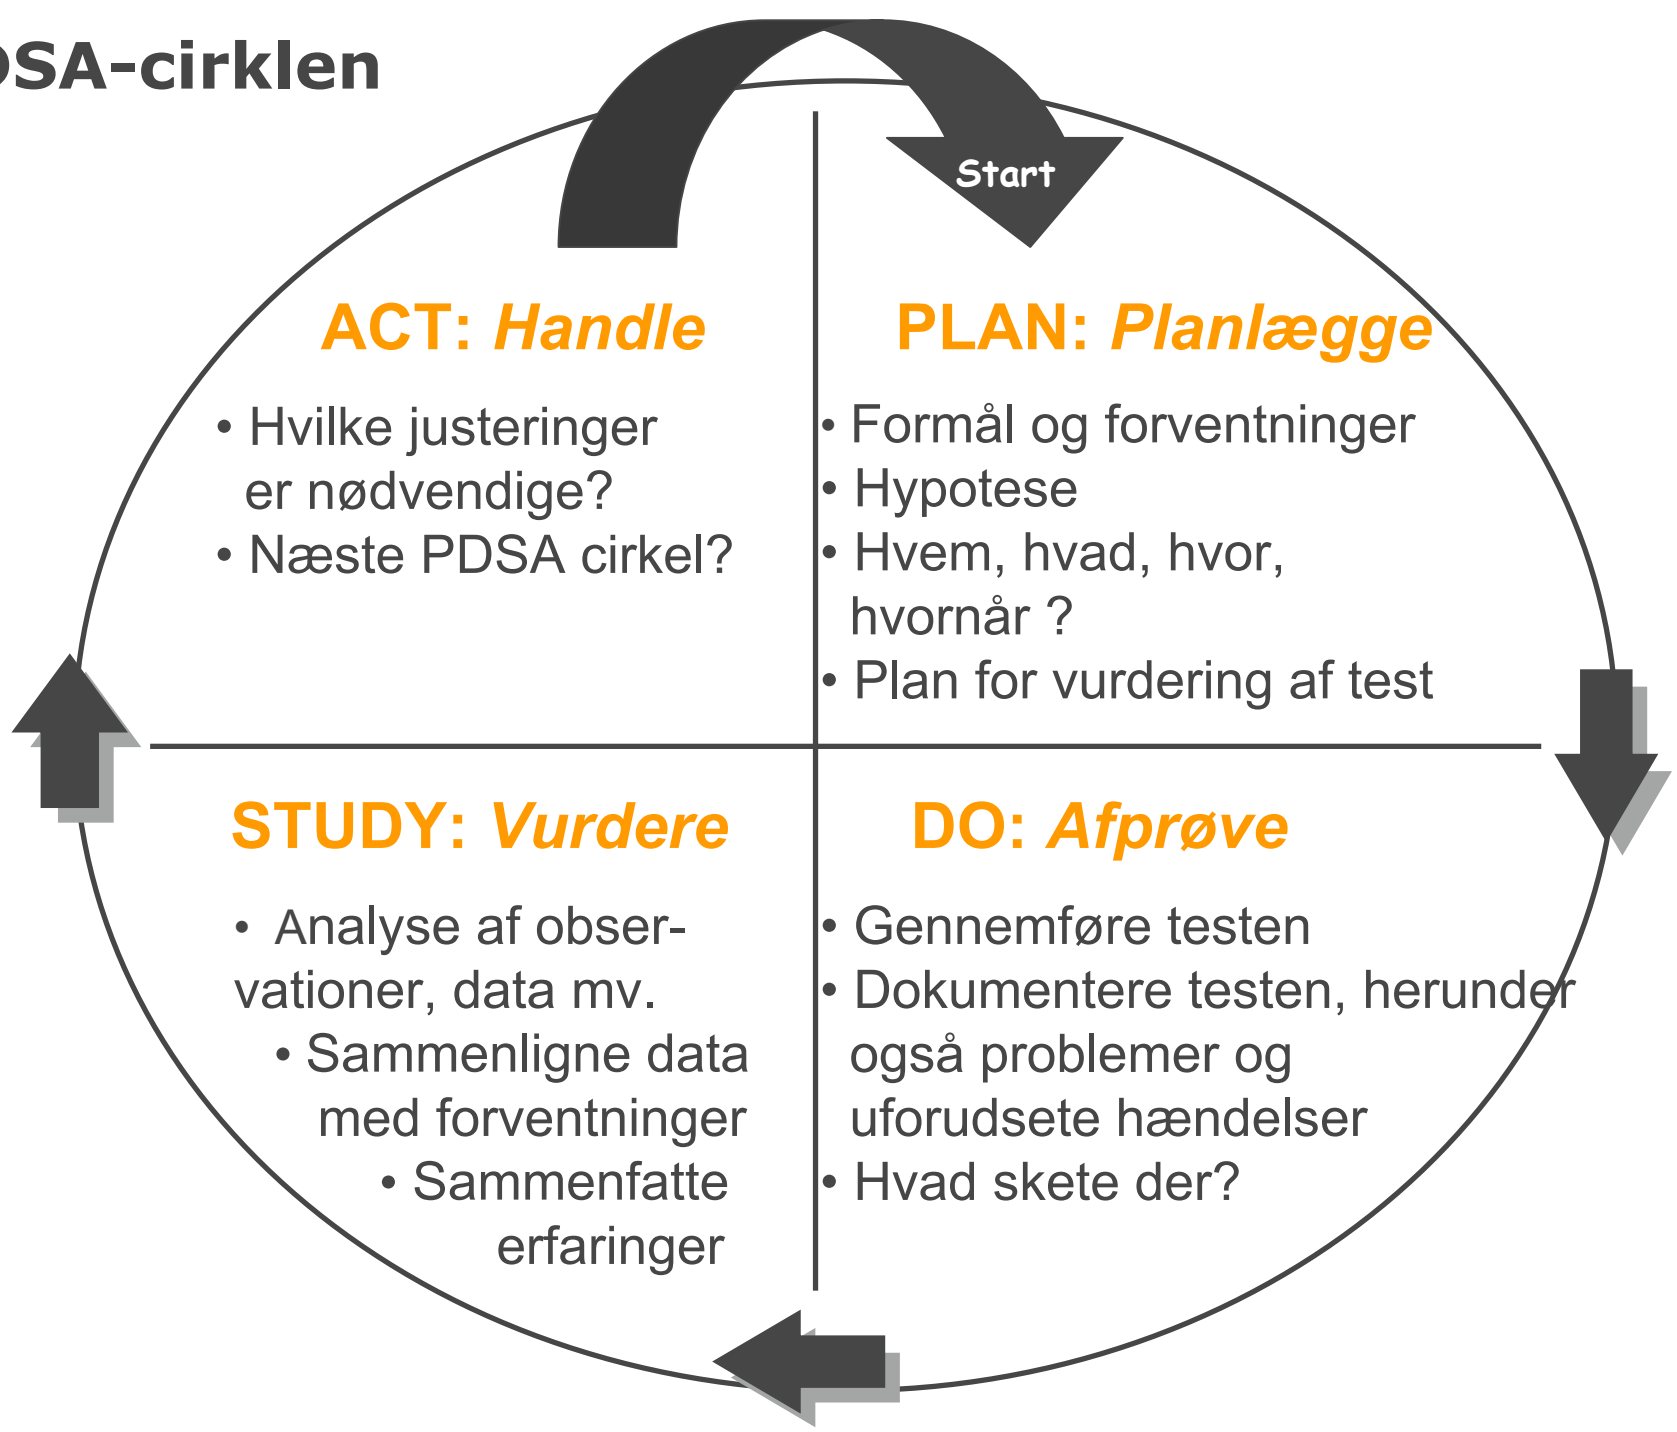 DSA-cirklen
Start
ACT: Handle
• Hvilke justeringer
er nødvendige?
• Næste PDSA cirkel?
PLAN: Planlægge
• Formål og forventninger
• Hypotese
• Hvem, hvad, hvor,
hvornår ?
• Plan for vurdering af test
STUDY: Vurdere
• Analyse af obser-
vationer, data mv.
• Sammenligne data
med forventninger
• Sammenfatte
erfaringer
DO: Afprøve
• Gennemføre testen
• Dokumentere testen, herunder
også problemer og
uforudsete hændelser
• Hvad skete der?